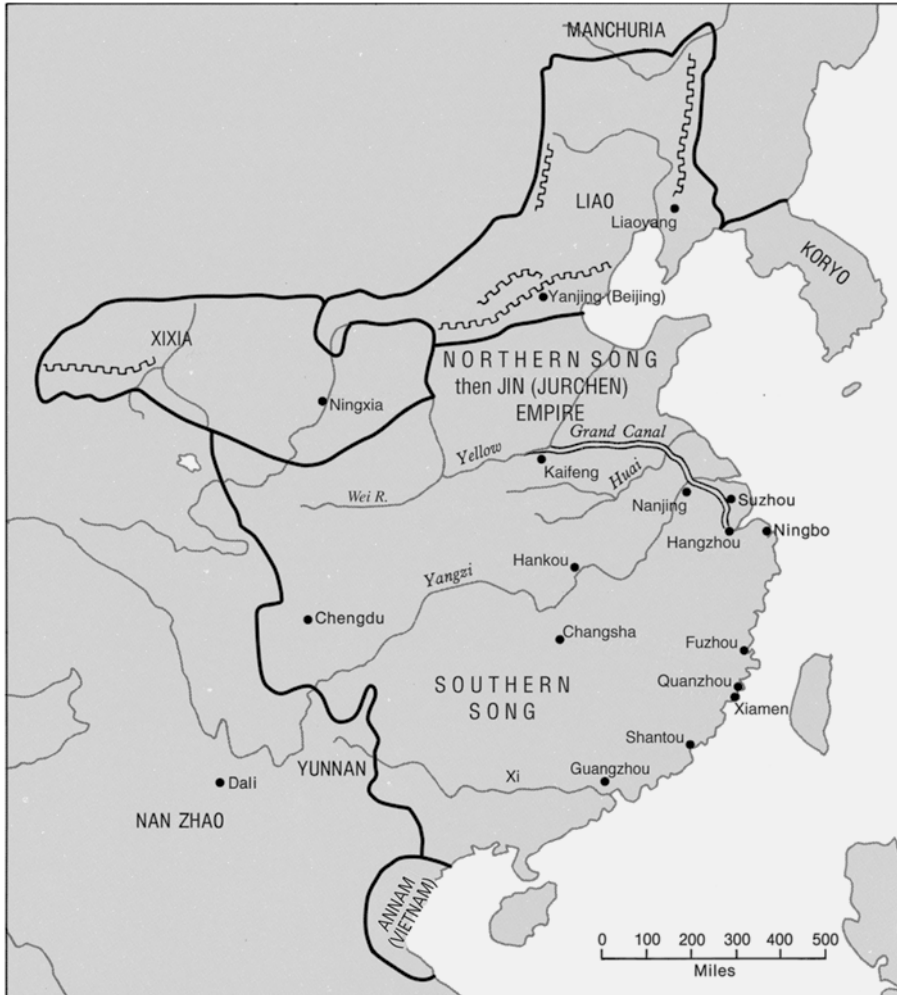 MANCHURIA
LIAO
Liaoyang
KORYO
Yanjing (Beijing)
XIXIA
NORTHERN SONG
then JIN (JURCHEN)
EMPIRE
Ningxia
Grand Canal
Yellow
Kaifeng
Huai
Wei R.
Nanjing
Suzhou
Hangzhou
Ningbo
Hankou
Yangzi
Chengdu
Changsha
Fuzhou
SOUTHERN
SONG
Quanzhou
Xiamen
Shantou
YUNNAN
Xi
Guangzhou
Dali
NAN ZHAO
ANNAM
(VIETNAM)
0 100 200 300 400 500
Miles